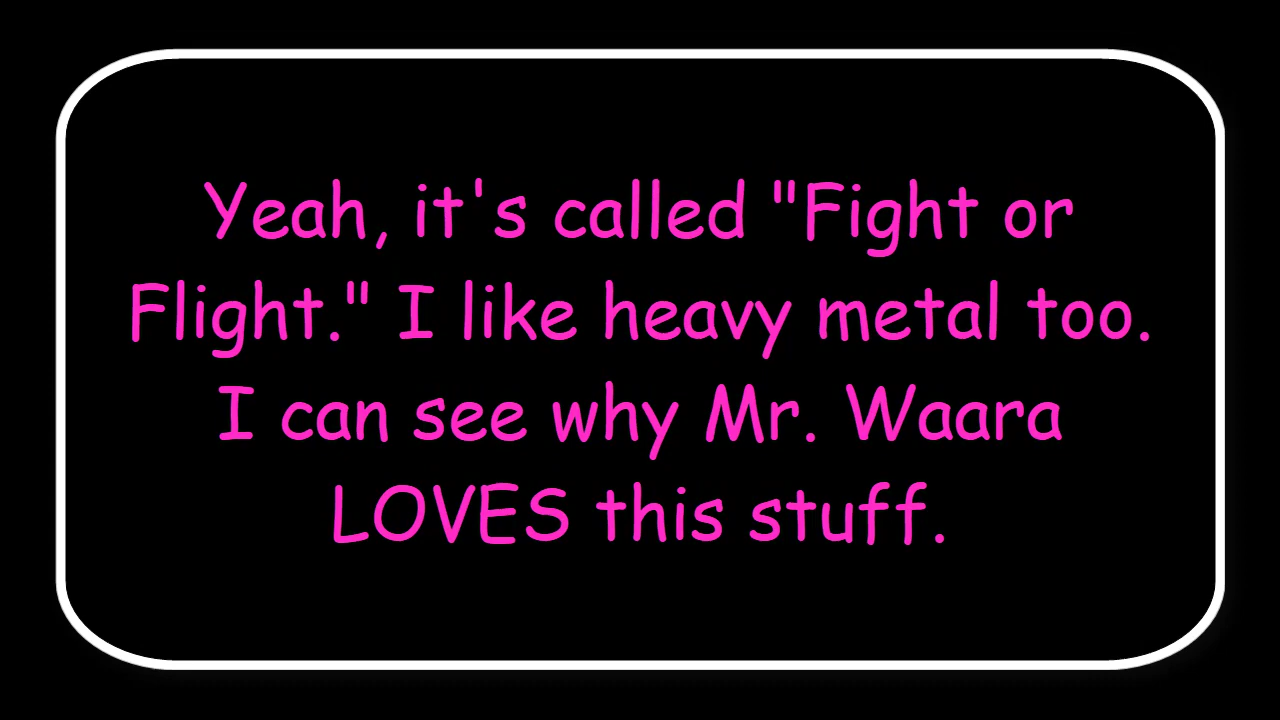 Yeah, it's called "Fight or
Flight." I like heavy metal too.
I can see why Mr. Waara
LOVES this stuff.